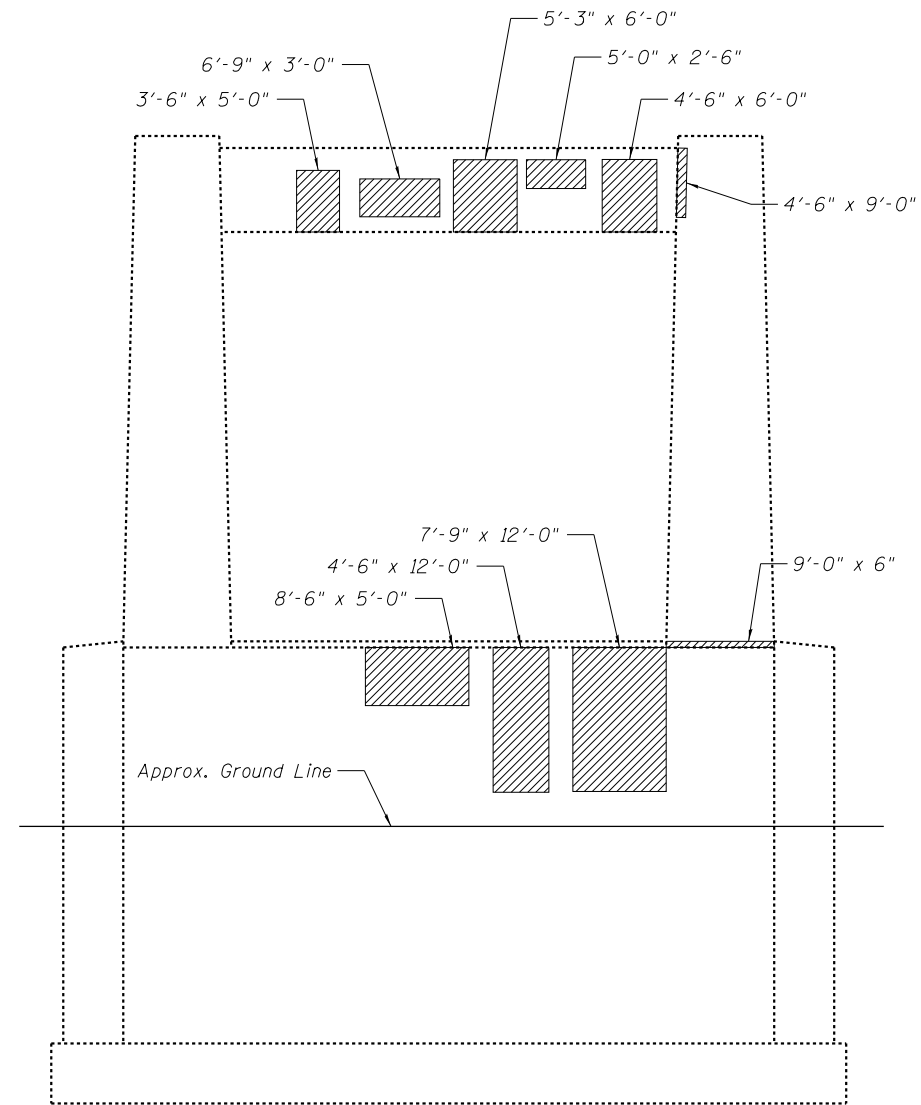 5'-3" x 6'-0"
6'-9" x 3'-0"
5'-0" x 2'-6"
3'-6" x 5'-0"
4'-6" x 6'-0"
4'-6" x 9'-0"
7'-9" x 12'-0"
4'-6" x 12'-0"
9'-0" x 6"
8'-6" x 5'-0"
Approx. Ground Line